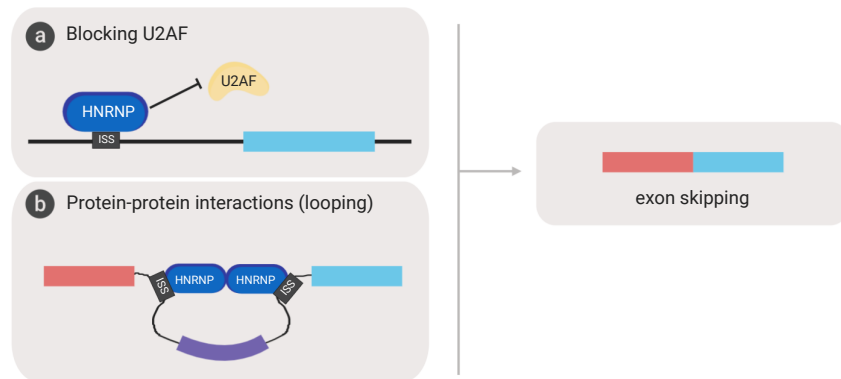 a Blocking U2AF
U2AF
HNRNP
ISS
b Protein-protein interactions (looping)
HNRNP HNRNP
ISS ISS
exon skipping